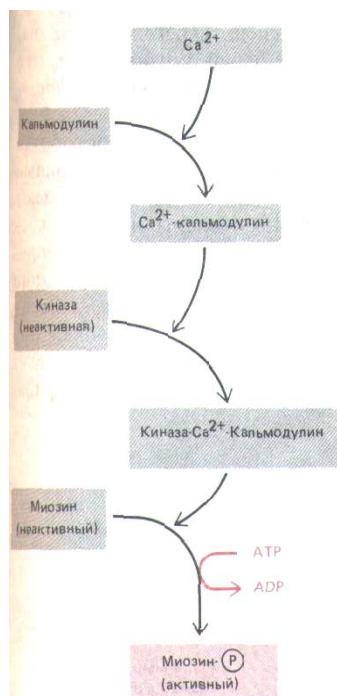 Ca2+
Кальмодулин
Ca2+·кальмодулин
Киназа
(неактивная)
Киназа·Ca2+·Кальмодулин
Миозин
(неактивный)
ATP
ADP
Миозин·P
(активный)